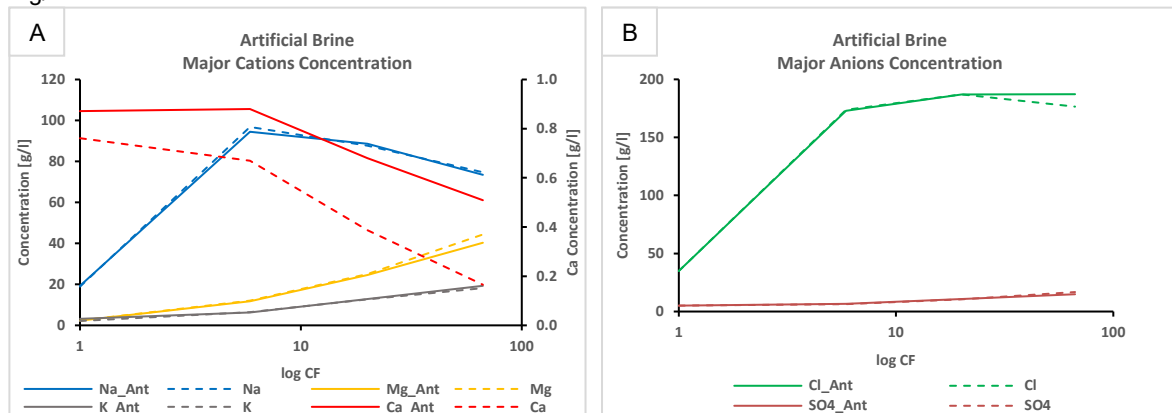 A
Artificial Brine
Major Cations Concentration
Concentration [g/l]
120
100
80
60
40
20
0
1.0
0.8
0.6
0.4
0.2
0.0
Ca Concentration [g/l]
1
10
100
log CF
Na_Ant
Na
Mg_Ant
Mg
K_Ant
K
Ca_Ant
Ca
B
Artificial Brine
Major Anions Concentration
Concentration [g/l]
200
150
100
50
0
1
10
100
log CF
Cl_Ant
Cl
SO4_Ant
SO4